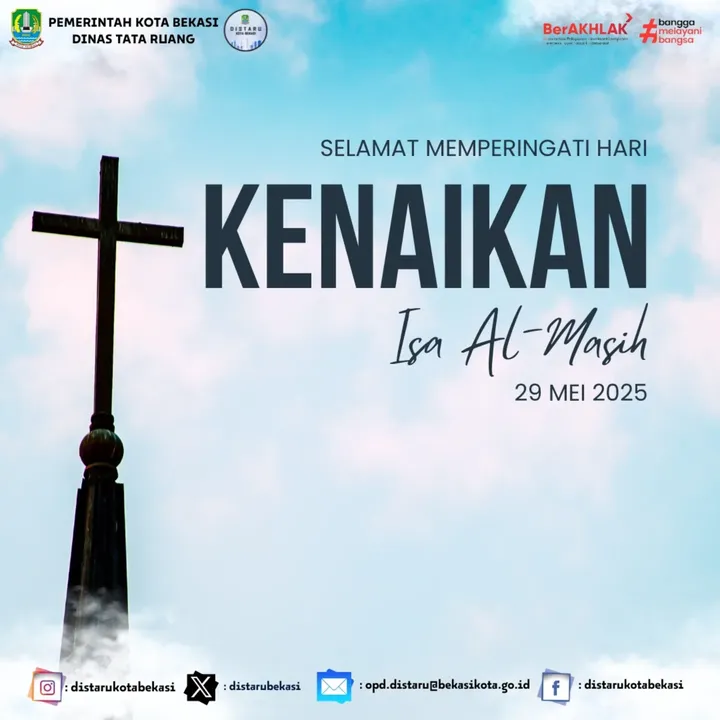 PEMERINTAH KOTA BEKASI
DINAS TATA RUANG
DISTARU
BerAKHLAK
#bangga
melayani
bangsa
SELAMAT MEMPERINGATI HARI
KENAIKAN
Isa Al-Masih
29 MEI 2025
: distarukotabekasi
: distarubekasi
: opd.distaru@bekasikota.go.id
: distarukotabekasi